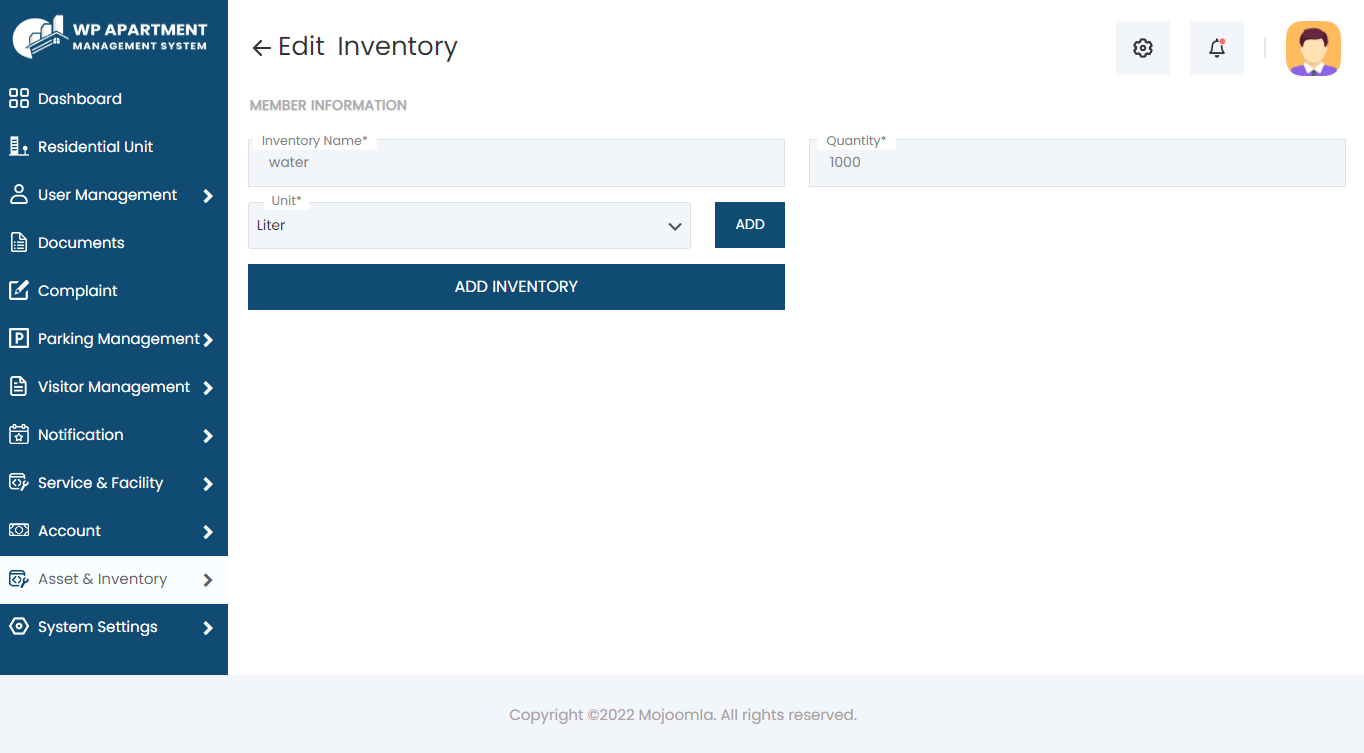 WP APARTMENT
MANAGEMENT SYSTEM
Dashboard
Residential Unit
User Management
Documents
Complaint
Parking Management
Visitor Management
Notification
Service & Facility
Account
Asset & Inventory
System Settings
Edit Inventory
MEMBER INFORMATION
Inventory Name*
water
Quantity*
1000
Unit*
Liter
ADD
ADD INVENTORY
Copyright ©2022 Mojoomla. All rights reserved.